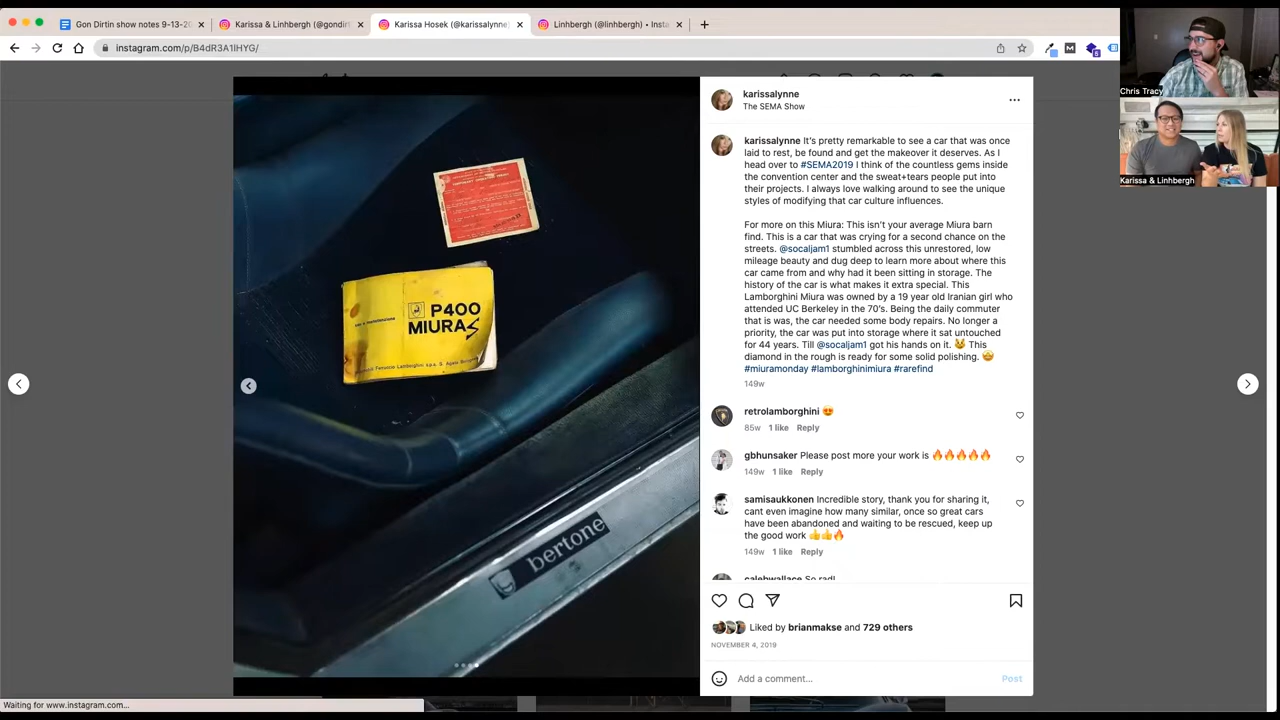 Gon Dirtin show notes 9-13-20
Karissa & Linhbergh (@gondirt
Karissa Hosek (@karissalynne)
Linhbergh (@linhbergh) • Insta
instagram.com/p/B4dR3A1lHYG/
Chris Tracy
Karissa & Linhbergh
P400
MIURA S
bertone
karissalynne
The SEMA Show
karissalynne It's pretty remarkable to see a car that was once
laid to rest, be found and get the makeover it deserves. As I
head over to #SEMA2019 I think of the countless gems inside
the convention center and the sweat+tears people put into
their projects. I always love walking around to see the unique
styles of modifying that car culture influences.
For more on this Miura: This isn't your average Miura barn
find. This is a car that was crying for a second chance on the
streets. @socaljam1 stumbled across this unrestored, low
mileage beauty and dug deep to learn more about where this
car came from and why had it been sitting in storage. The
history of the car is what makes it extra special. This
Lamborghini Miura was owned by a 19 year old Iranian girl who
attended UC Berkeley in the 70's. Being the daily commuter
that is was, the car needed some body repairs. No longer a
priority, the car was put into storage where it sat untouched
for 44 years. Till @socaljam1 got his hands on it. 😼 This
diamond in the rough is ready for some solid polishing. 🤩
#miuramonday #lamborghinimiura #rarefind
149w
retrolamborghini 😍
85w 1 like Reply
gbhunsaker Please post more your work is 🔥🔥🔥🔥🔥
149w 1 like Reply
samisaukkonen Incredible story, thank you for sharing it,
cant even imagine how many similar, once so great cars
have been abandoned and waiting to be rescued, keep up
the good work 👍👍🔥
149w 1 like Reply
calebwallace So rad!
Liked by brianmakse and 729 others
NOVEMBER 4, 2019
Add a comment...
Post
Waiting for www.instagram.com...